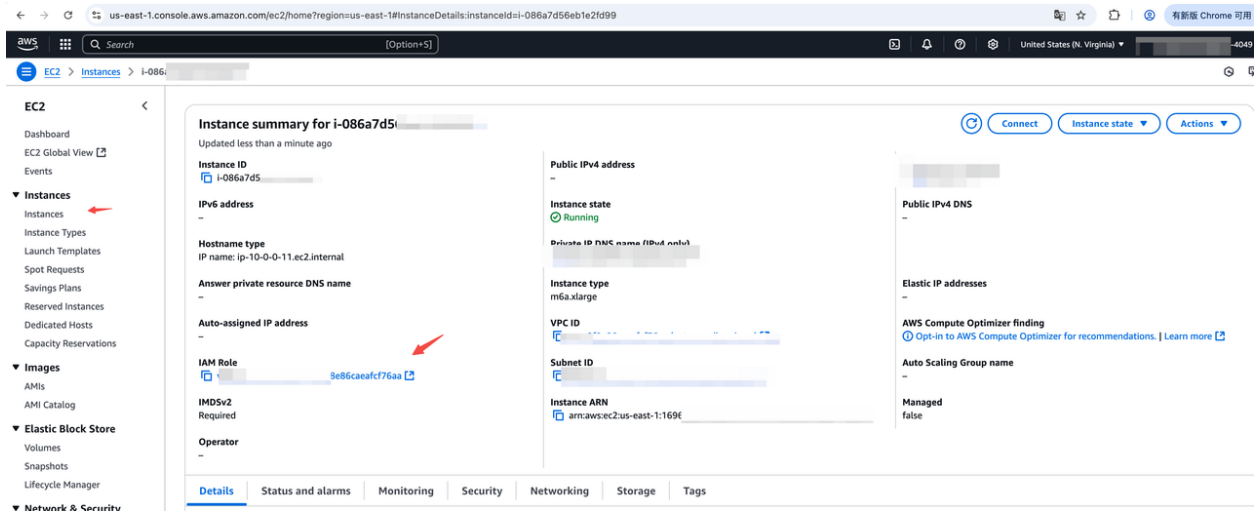 us-east-1.console.aws.amazon.com/ec2/home?region=us-east-1#InstanceDetails:instanceId=i-086a7d56eb1e2fd99
有新版 Chrome 可用
aws
Search
[Option+S]
United States (N. Virginia) ▼
-4049
EC2 > Instances > i-086
EC2
Dashboard
EC2 Global View
Events
▼ Instances
Instances
Instance Types
Launch Templates
Spot Requests
Savings Plans
Reserved Instances
Dedicated Hosts
Capacity Reservations
▼ Images
AMIs
AMI Catalog
▼ Elastic Block Store
Volumes
Snapshots
Lifecycle Manager
▼ Network & Security
Instance summary for i-086a7d5
Updated less than a minute ago
Connect
Instance state ▼
Actions ▼
Instance ID
i-086a7d5
Public IPv4 address
–
IPv6 address
–
Instance state
Running
Public IPv4 DNS
–
Hostname type
IP name: ip-10-0-0-11.ec2.internal
Private IP DNS name (IPv4 only)
Answer private resource DNS name
–
Instance type
m6a.xlarge
Elastic IP addresses
–
Auto-assigned IP address
–
VPC ID
AWS Compute Optimizer finding
Opt-in to AWS Compute Optimizer for recommendations. | Learn more
IAM Role
8e86caeafcf76aa
Subnet ID
Auto Scaling Group name
–
IMDSv2
Required
Instance ARN
arn:aws:ec2:us-east-1:169
Managed
false
Operator
–
Details
Status and alarms
Monitoring
Security
Networking
Storage
Tags